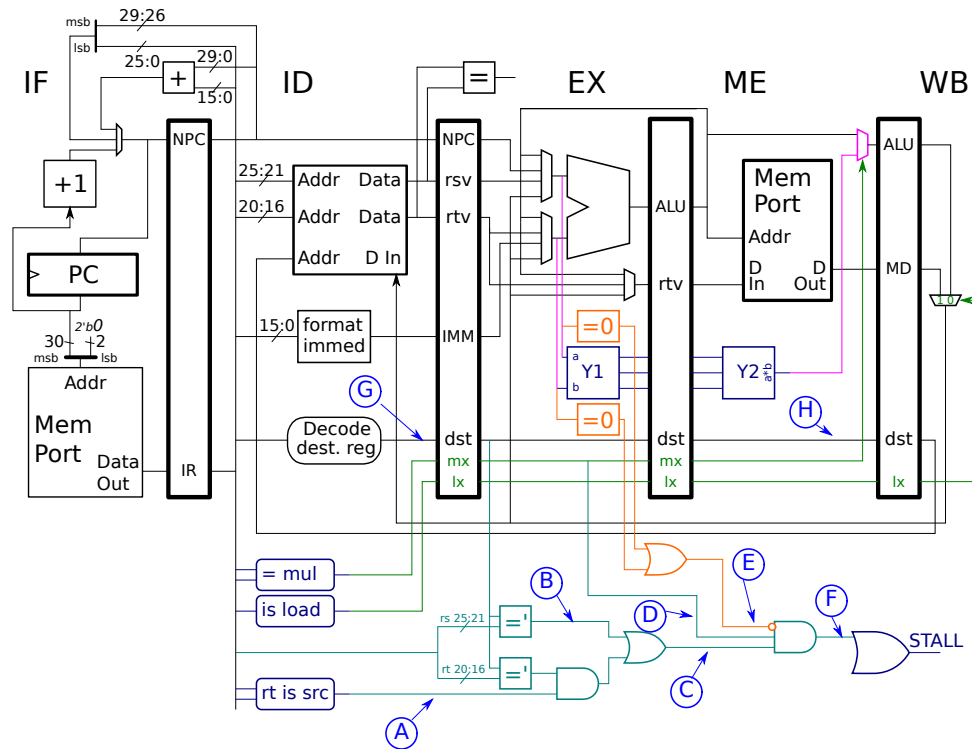 29:26
msb
lsb
25:0
29:0
15:0
+
=
IF
ID
EX
ME
WB
NPC
NPC
ALU
+1
25:21
20:16
Addr
Data
Addr
Data
Addr
D In
rsv
rtv
ALU
Mem
Port
Addr
D
In
D
Out
MD
rtv
1 0
PC
2'b0
30
2
msb
lsb
Addr
Mem
Port
Data
Out
IR
15:0
format
immed
IMM
=0
a
b
Y1
Y2
a*b
=0
G
H
Decode
dest. reg
dst
dst
dst
mx
mx
lx
lx
lx
= mul
is load
rt is src
rs 25:21
='
rt 20:16
='
A
B
C
D
E
F
STALL